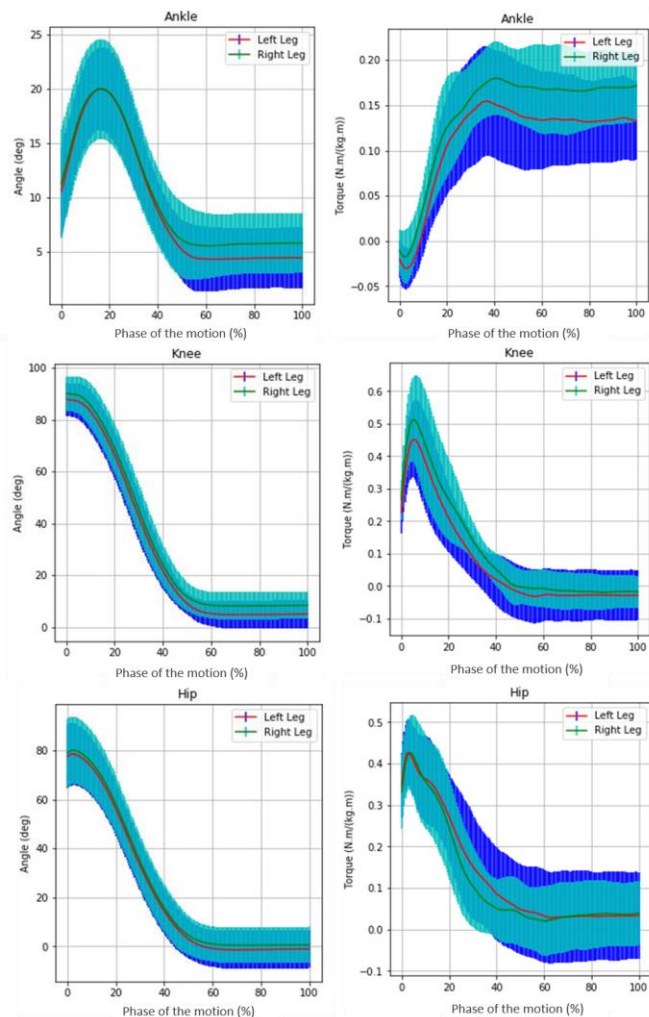 Ankle
Angle (deg)
25
20
15
10
5
Left Leg
Right Leg
0 20 40 60 80 100
Phase of the motion (%)
Ankle
Torque (N.m/(kg.m))
0.20
0.15
0.10
0.05
0.00
−0.05
Left Leg
Right Leg
0 20 40 60 80 100
Phase of the motion (%)
Knee
Angle (deg)
100
80
60
40
20
0
Left Leg
Right Leg
0 20 40 60 80 100
Phase of the motion (%)
Knee
Torque (N.m/(kg.m))
0.6
0.5
0.4
0.3
0.2
0.1
0.0
−0.1
Left Leg
Right Leg
0 20 40 60 80 100
Phase of the motion (%)
Hip
Angle (deg)
80
60
40
20
0
Left Leg
Right Leg
0 20 40 60 80 100
Phase of the motion (%)
Hip
Torque (N.m/(kg.m))
0.5
0.4
0.3
0.2
0.1
0.0
−0.1
Left Leg
Right Leg
0 20 40 60 80 100
Phase of the motion (%)